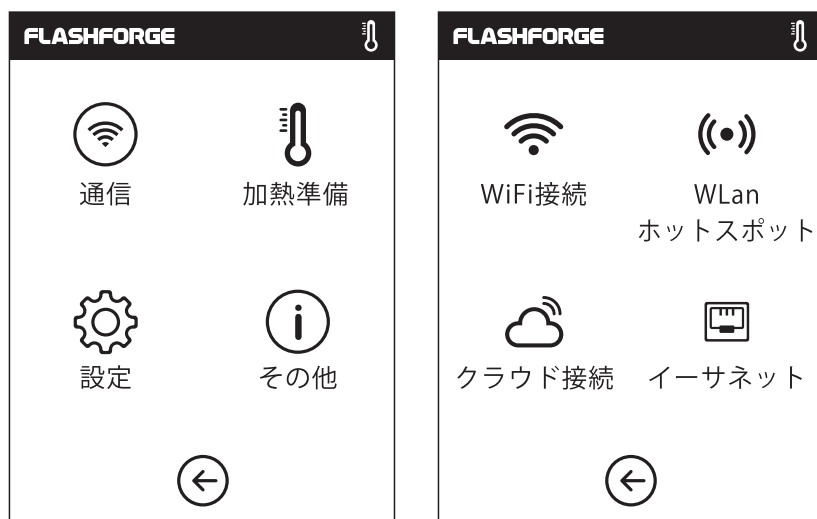 FLASHFORGE
通信
加熱準備
設定
その他
FLASHFORGE
WiFi接続
WLan
ホットスポット
クラウド接続
イーサネット